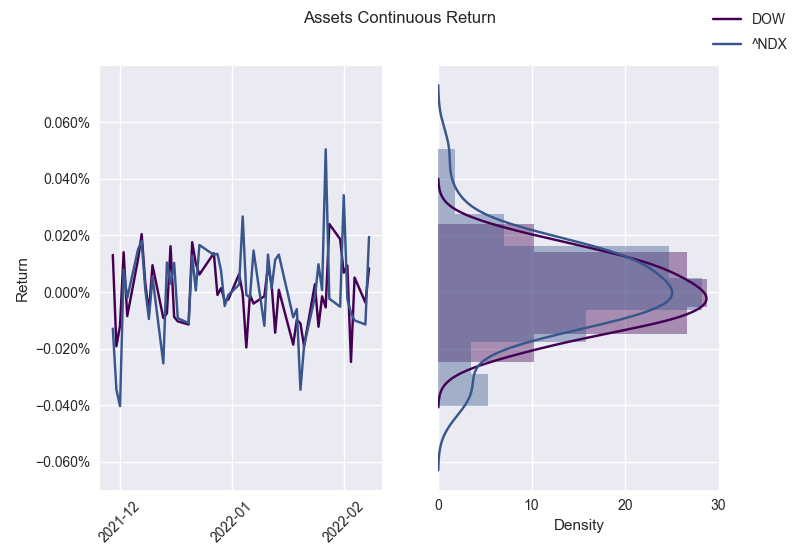 Assets Continuous Return
DOW
^NDX
0.060%
0.040%
0.020%
0.000%
−0.020%
−0.040%
−0.060%
Return
2021-12
2022-01
2022-02
0
10
20
30
Density